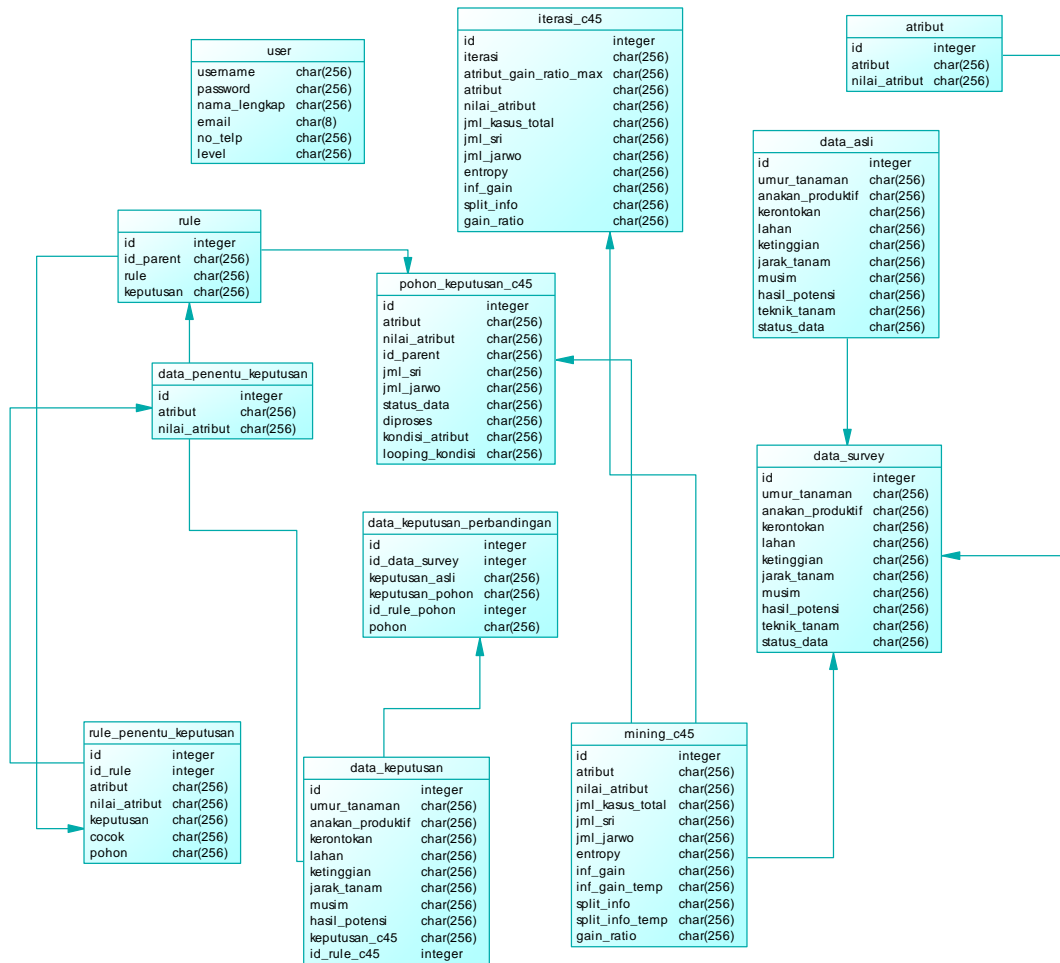 iterasi_c45
id integer
iterasi char(256)
atribut_gain_ratio_max char(256)
atribut char(256)
nilai_atribut char(256)
jml_kasus_total char(256)
jml_sri char(256)
jml_jarwo char(256)
entropy char(256)
inf_gain char(256)
split_info char(256)
gain_ratio char(256)
atribut
id integer
atribut char(256)
nilai_atribut char(256)
user
username char(256)
password char(256)
nama_lengkap char(256)
email char(8)
no_telp char(256)
level char(256)
data_asli
id integer
umur_tanaman char(256)
anakan_produktif char(256)
kerontokan char(256)
lahan char(256)
ketinggian char(256)
jarak_tanam char(256)
musim char(256)
hasil_potensi char(256)
teknik_tanam char(256)
status_data char(256)
rule
id integer
id_parent char(256)
rule char(256)
keputusan char(256)
pohon_keputusan_c45
id integer
atribut char(256)
nilai_atribut char(256)
id_parent char(256)
jml_sri char(256)
jml_jarwo char(256)
status_data char(256)
diproses char(256)
kondisi_atribut char(256)
looping_kondisi char(256)
data_penentu_keputusan
id integer
atribut char(256)
nilai_atribut char(256)
data_survey
id integer
umur_tanaman char(256)
anakan_produktif char(256)
kerontokan char(256)
lahan char(256)
ketinggian char(256)
jarak_tanam char(256)
musim char(256)
hasil_potensi char(256)
teknik_tanam char(256)
status_data char(256)
data_keputusan_perbandingan
id integer
id_data_survey integer
keputusan_asli char(256)
keputusan_pohon char(256)
id_rule_pohon integer
pohon char(256)
rule_penentu_keputusan
id integer
id_rule integer
atribut char(256)
nilai_atribut char(256)
keputusan char(256)
cocok char(256)
pohon char(256)
data_keputusan
id integer
umur_tanaman char(256)
anakan_produktif char(256)
kerontokan char(256)
lahan char(256)
ketinggian char(256)
jarak_tanam char(256)
musim char(256)
hasil_potensi char(256)
keputusan_c45 char(256)
id_rule_c45 integer
mining_c45
id integer
atribut char(256)
nilai_atribut char(256)
jml_kasus_total char(256)
jml_sri char(256)
jml_jarwo char(256)
entropy char(256)
inf_gain char(256)
inf_gain_temp char(256)
split_info char(256)
split_info_temp char(256)
gain_ratio char(256)